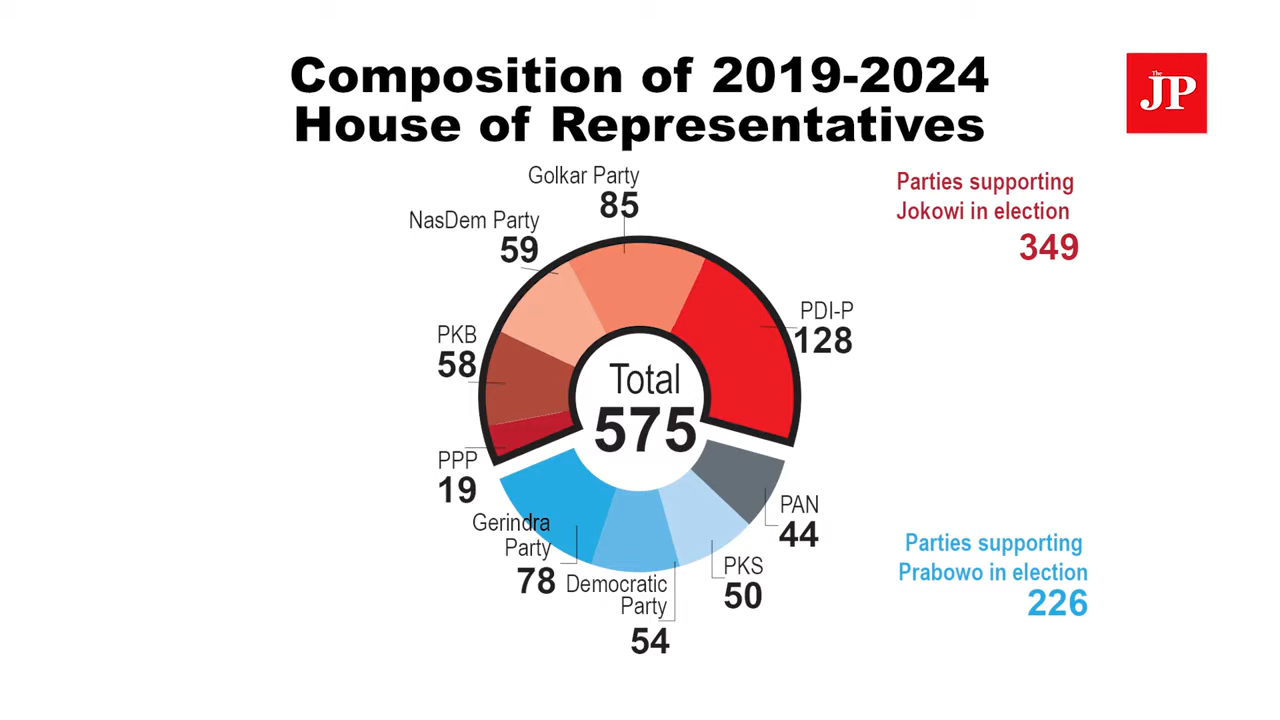 Composition of 2019-2024
House of Representatives
The
JP
Golkar Party
85
NasDem Party
59
PKB
58
PPP
19
PDI-P
128
Total
575
Gerindra
Party
78
Democratic
Party
54
PKS
50
PAN
44
Parties supporting
Jokowi in election
349
Parties supporting
Prabowo in election
226